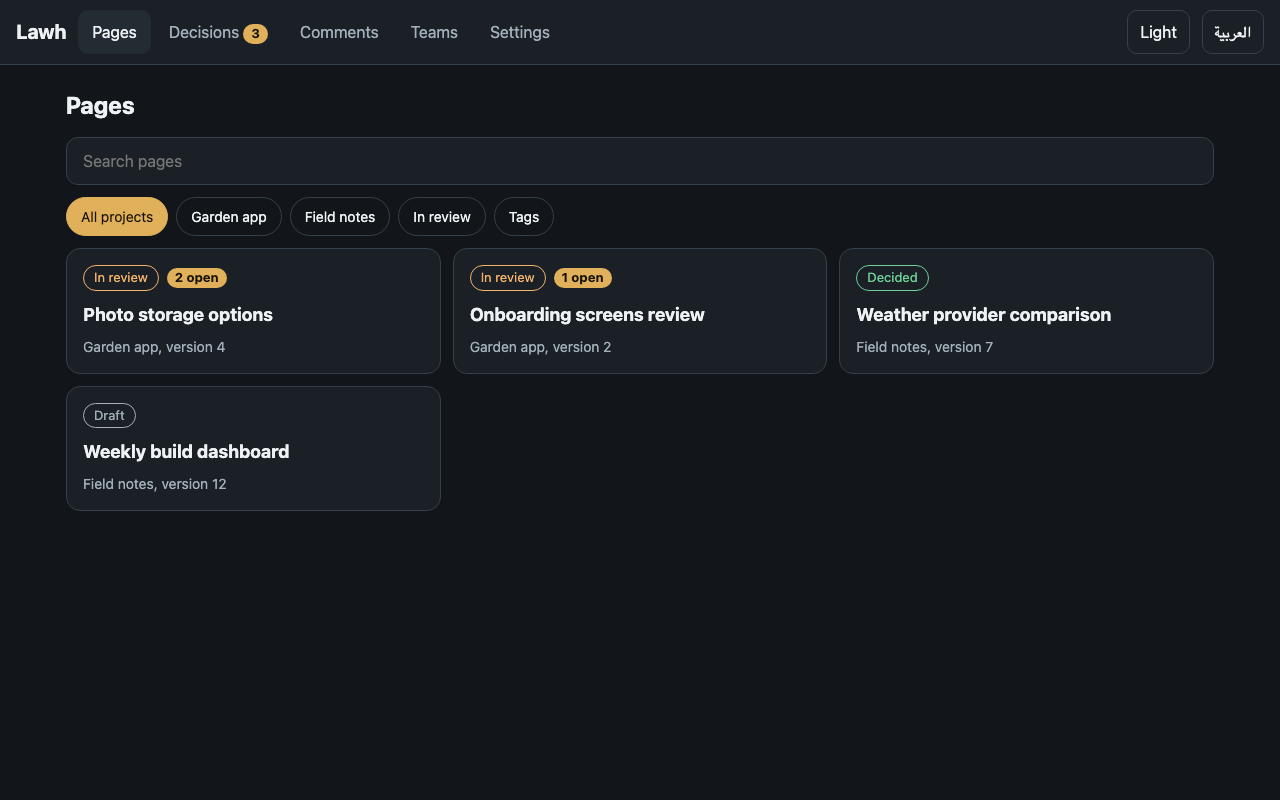 Lawh Pages Decisions 3 Comments Teams Settings Light العربية
Pages
Search pages
All projects Garden app Field notes In review Tags
In review 2 open
Photo storage options
Garden app, version 4
In review 1 open
Onboarding screens review
Garden app, version 2
Decided
Weather provider comparison
Field notes, version 7
Draft
Weekly build dashboard
Field notes, version 12